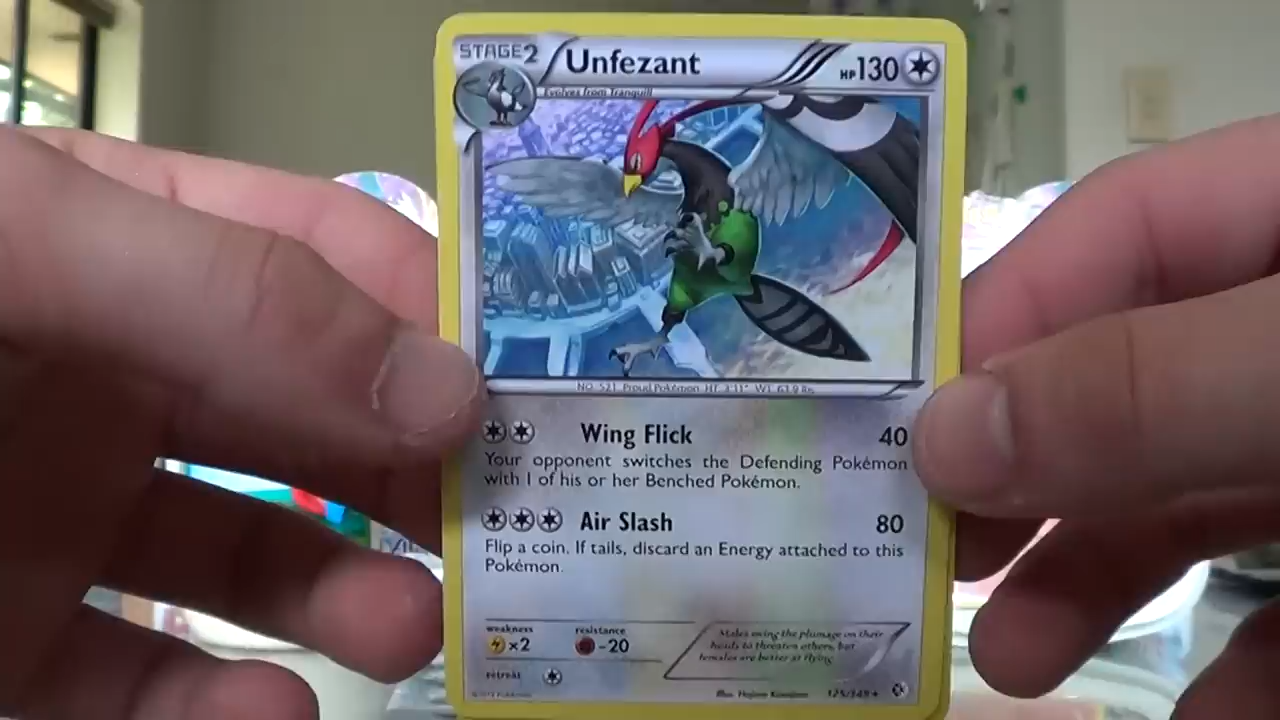 STAGE2 Unfezant HP130
Evolves from Tranquill
NO. 521 Proud Pokémon HT. 3'11" WT. 63.9 lbs.
Wing Flick 40
Your opponent switches the Defending Pokémon
with 1 of his or her Benched Pokémon.
Air Slash 80
Flip a coin. If tails, discard an Energy attached to this
Pokémon.
weakness resistance
×2 -20
retreat
Males swing the plumage on their
heads to threaten others, but
females are better at flying.
Illus. 125/149